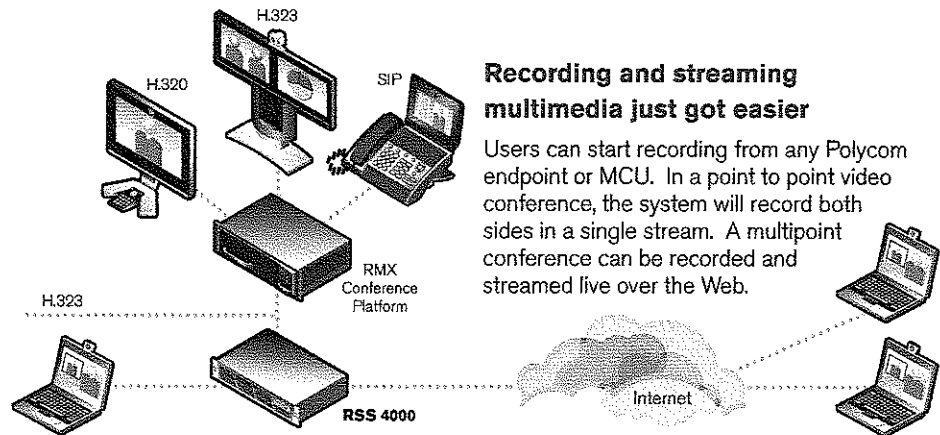 H.323
H.320
SIP
Recording and streaming
multimedia just got easier
Users can start recording from any Polycom
endpoint or MCU. In a point to point video
conference, the system will record both
sides in a single stream. A multipoint
conference can be recorded and
streamed live over the Web.
RMX
Conference
Platform
H.323
RSS 4000
Internet